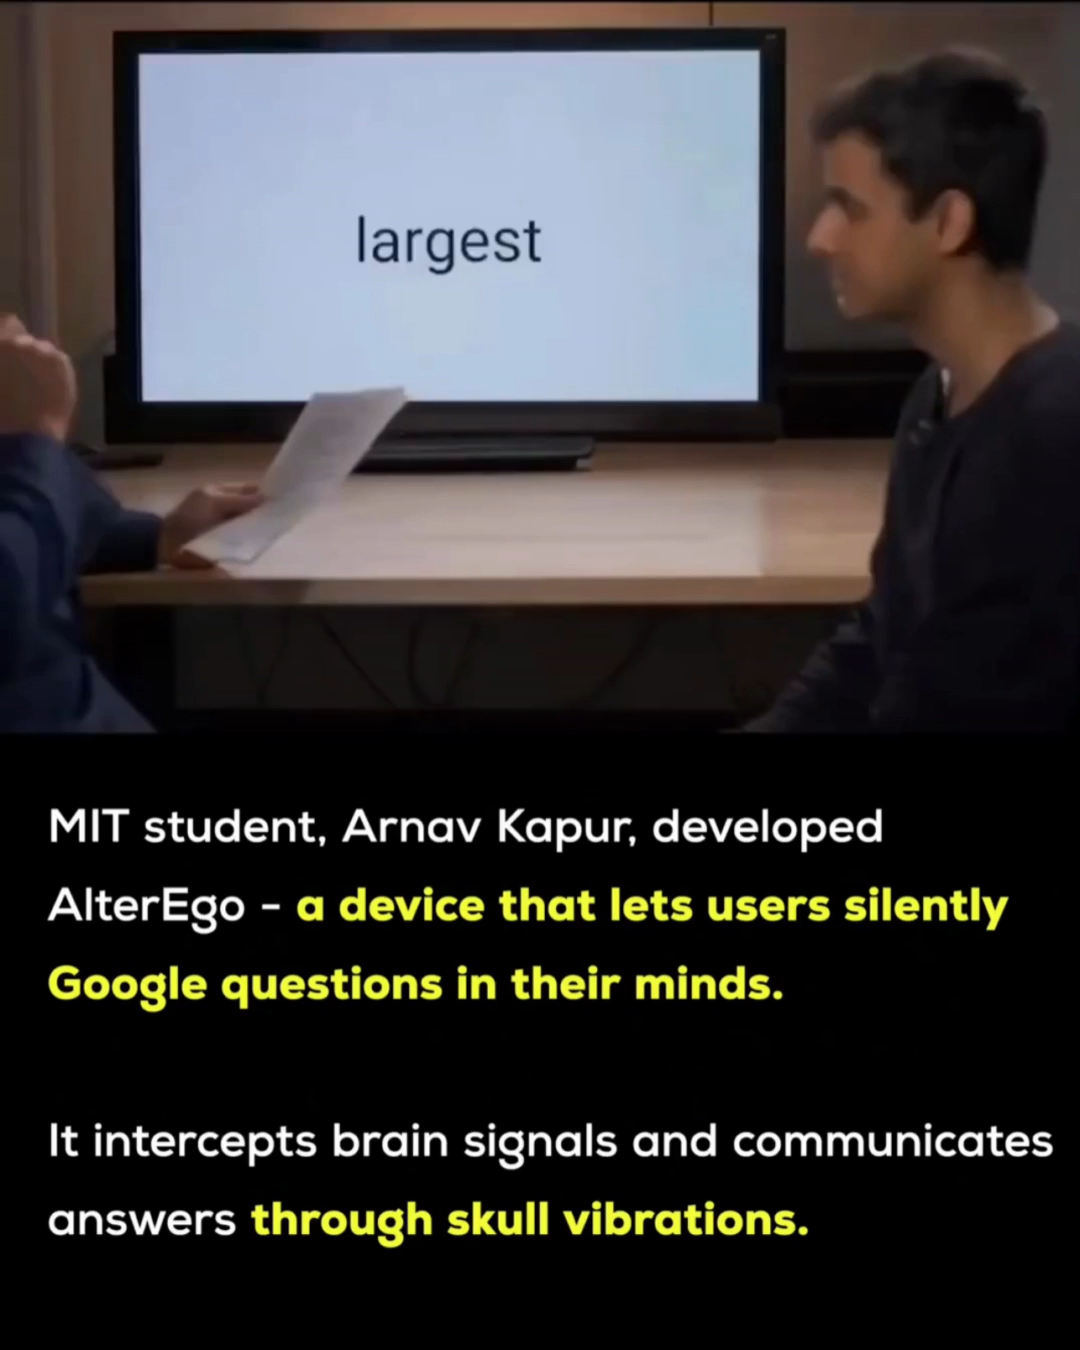 largest
MIT student, Arnav Kapur, developed
AlterEgo - a device that lets users silently
Google questions in their minds.
It intercepts brain signals and communicates
answers through skull vibrations.